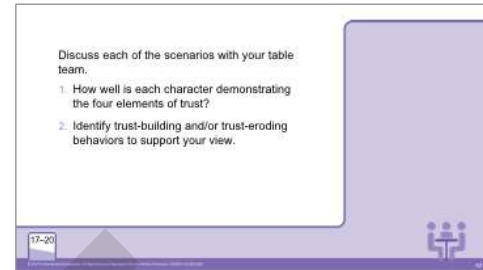 Discuss each of the scenarios with your table
team.
1. How well is each character demonstrating
the four elements of trust?
2. Identify trust-building and/or trust-eroding
behaviors to support your view.
17–20